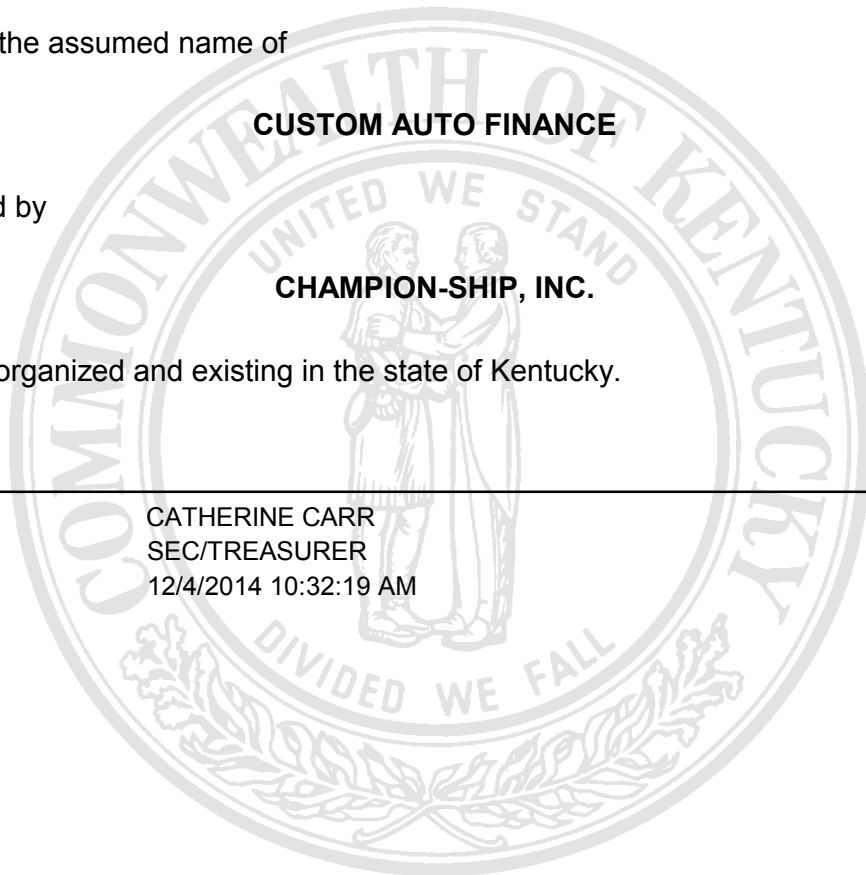 the assumed name of
CUSTOM AUTO FINANCE
d by
CHAMPION-SHIP, INC.
organized and existing in the state of Kentucky.
CATHERINE CARR
SEC/TREASURER
12/4/2014 10:32:19 AM
COMMONWEALTH OF KENTUCKY
UNITED WE STAND
DIVIDED WE FALL